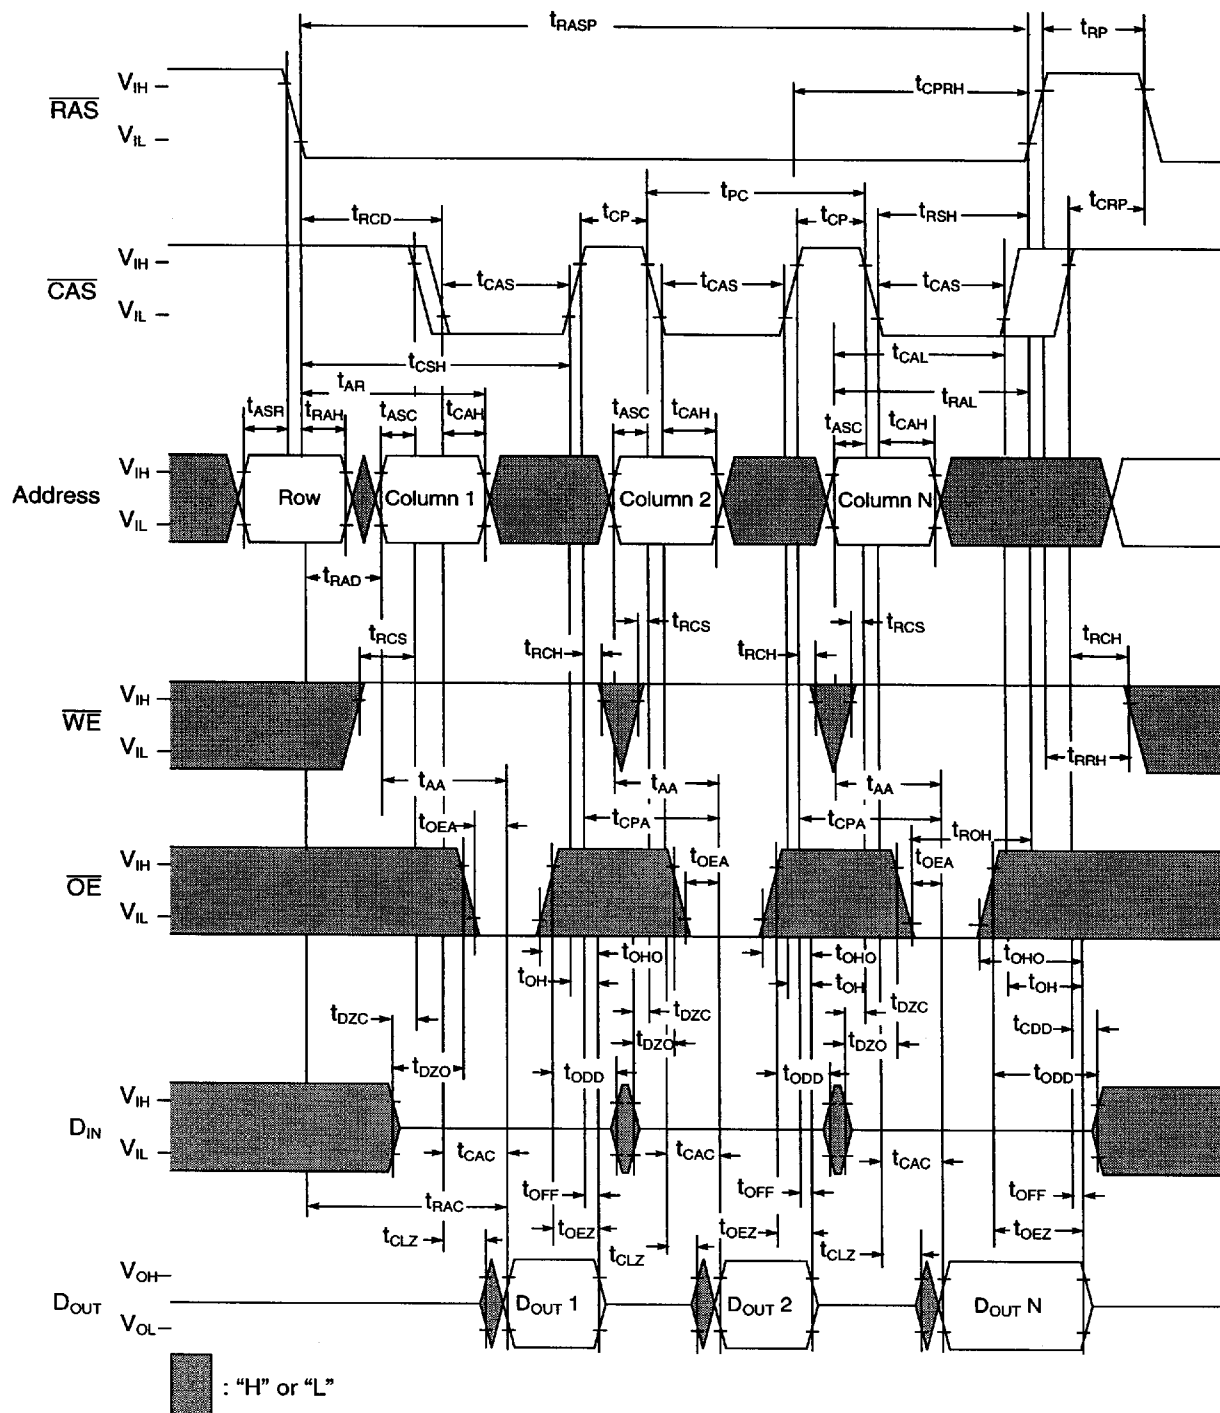 tRASP
tRP
VIH
RAS
VIL
tCPRH
tPC
tRCD
tCP
tCP
tRSH
tCRP
VIH
CAS
VIL
tCAS
tCAS
tCAS
tCSH
tCAL
tAR
tRAL
tASR
tRAH
tASC
tCAH
tASC
tCAH
tASC
tCAH
VIH
Address
VIL
Row
Column 1
Column 2
Column N
tRAD
tRCS
tRCS
tRCS
tRCH
tRCH
tRCH
VIH
WE
VIL
tRRH
tAA
tAA
tAA
tOEA
tCPA
tCPA
tROH
VIH
OE
VIL
tOEA
tOEA
tOHO
tOHO
tOHO
tOH
tOH
tOH
tDZC
tDZC
tDZC
tCDD
tDZO
tDZO
tDZO
tODD
tODD
tODD
VIH
DIN
VIL
tCAC
tCAC
tCAC
tRAC
tOFF
tOFF
tOFF
tCLZ
tOEZ
tCLZ
tOEZ
tCLZ
tOEZ
VOH
DOUT
VOL
DOUT 1
DOUT 2
DOUT N
: “H” or “L”